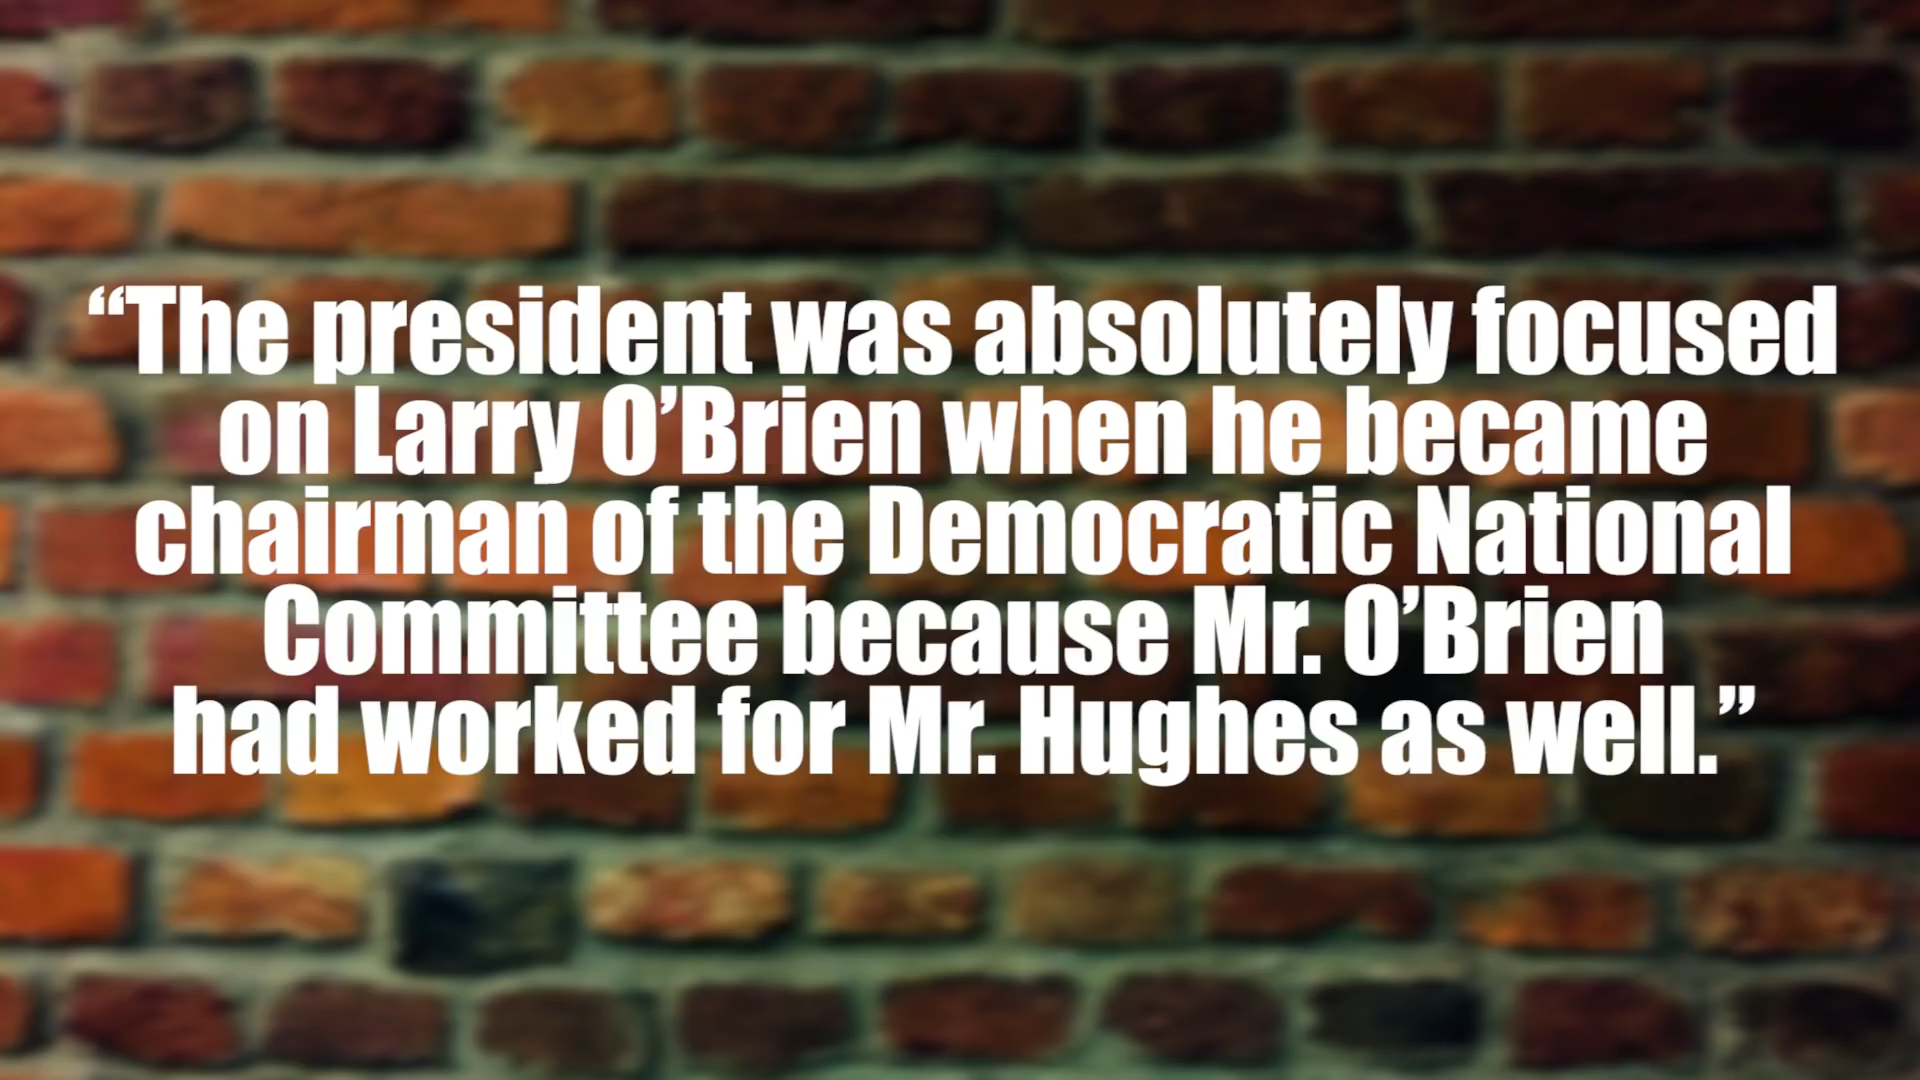 “The president was absolutely focused
on Larry O’Brien when he became
chairman of the Democratic National
Committee because Mr. O’Brien
had worked for Mr. Hughes as well.”